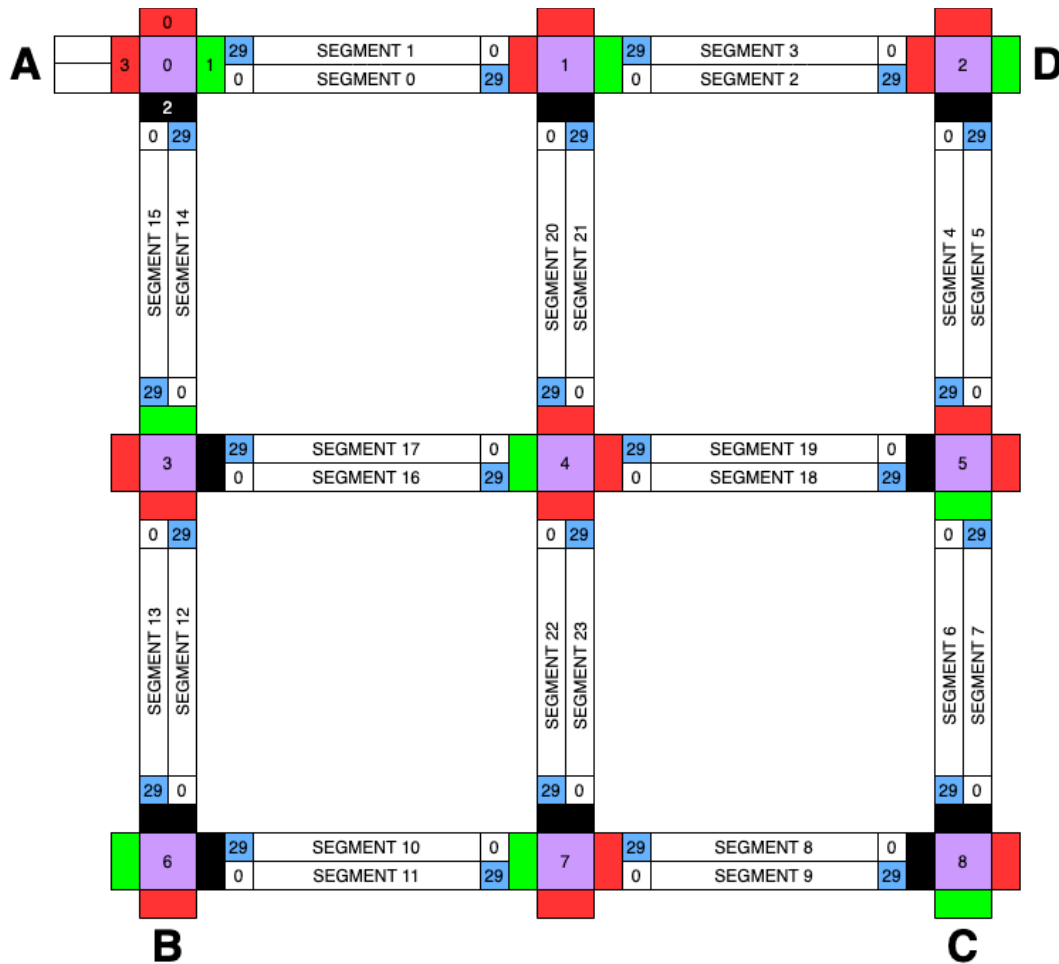 0
A 3 0 1 29 SEGMENT 1 0 1 29 SEGMENT 3 0 2 D
0 SEGMENT 0 29 0 SEGMENT 2 29
2
0 29 0 29 0 29
SEGMENT 15 SEGMENT 14 SEGMENT 20 SEGMENT 21 SEGMENT 4 SEGMENT 5
29 0 29 0 29 0
3 29 SEGMENT 17 0 4 29 SEGMENT 19 0 5
0 SEGMENT 16 29 0 SEGMENT 18 29
0 29 0 29 0 29
SEGMENT 13 SEGMENT 12 SEGMENT 22 SEGMENT 23 SEGMENT 6 SEGMENT 7
29 0 29 0 29 0
6 29 SEGMENT 10 0 7 29 SEGMENT 8 0 8
0 SEGMENT 11 29 0 SEGMENT 9 29
B C